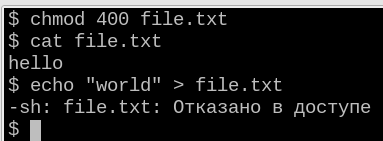 $ chmod 400 file.txt
$ cat file.txt
hello
$ echo "world" > file.txt
-sh: file.txt: Отказано в доступе
$